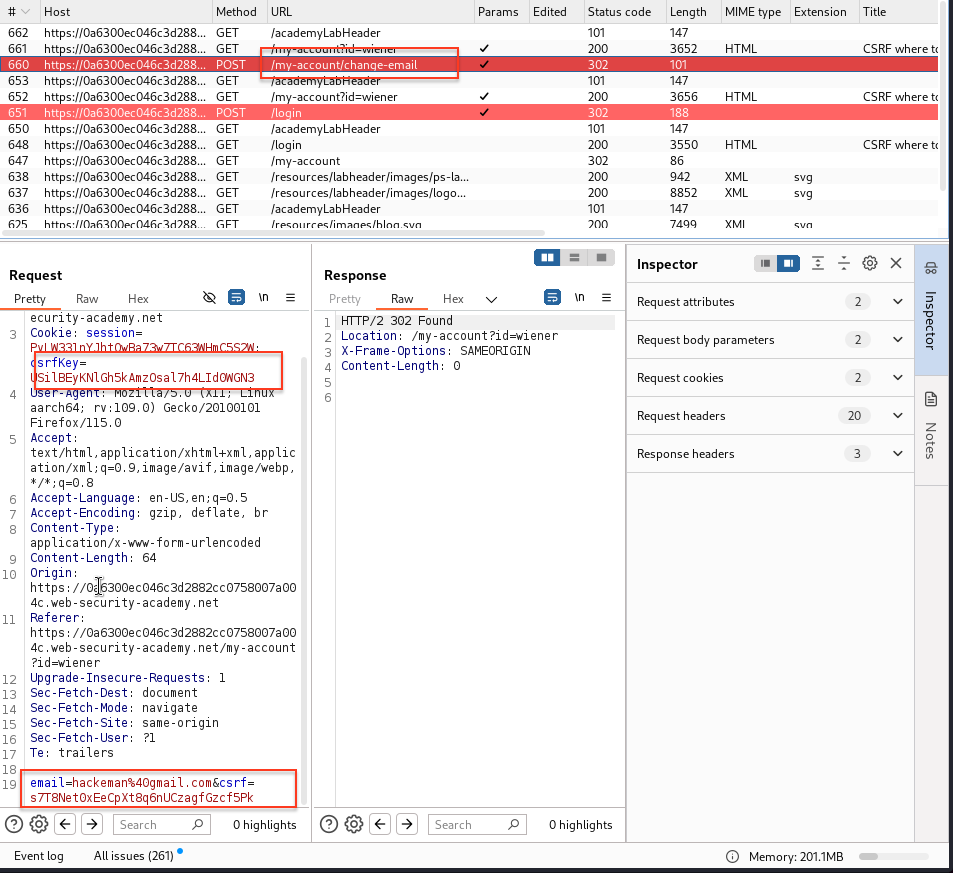 # Host Method URL Params Edited Status code Length MIME type Extension Title
662 https://0a6300ec046c3d288... GET /academyLabHeader 101 147
661 https://0a6300ec046c3d288... GET /my-account?id=wiener ✓ 200 3652 HTML CSRF where to
660 https://0a6300ec046c3d288... POST /my-account/change-email ✓ 302 101
653 https://0a6300ec046c3d288... GET /academyLabHeader 101 147
652 https://0a6300ec046c3d288... GET /my-account?id=wiener ✓ 200 3656 HTML CSRF where to
651 https://0a6300ec046c3d288... POST /login ✓ 302 188
650 https://0a6300ec046c3d288... GET /academyLabHeader 101 147
648 https://0a6300ec046c3d288... GET /login 200 3550 HTML CSRF where to
647 https://0a6300ec046c3d288... GET /my-account 302 86
638 https://0a6300ec046c3d288... GET /resources/labheader/images/ps-la... 200 942 XML svg
637 https://0a6300ec046c3d288... GET /resources/labheader/images/logo... 200 8852 XML svg
636 https://0a6300ec046c3d288... GET /academyLabHeader 101 147
625 https://0a6300ec046c3d288... GET /resources/images/blog.svg 200 7499 XML svg
Request
Pretty Raw Hex \n
ecurity-academy.net
3 Cookie: session=
csrfKey=
USilBEyKNlGh5kAmzOsal7h4LId0WGN3
4 User-Agent: Mozilla/5.0 (X11; Linux
aarch64; rv:109.0) Gecko/20100101
Firefox/115.0
5 Accept:
text/html,application/xhtml+xml,applic
ation/xml;q=0.9,image/avif,image/webp,
*/*;q=0.8
6 Accept-Language: en-US,en;q=0.5
7 Accept-Encoding: gzip, deflate, br
8 Content-Type:
application/x-www-form-urlencoded
9 Content-Length: 64
10 Origin:
https://0a6300ec046c3d2882cc0758007a00
4c.web-security-academy.net
11 Referer:
https://0a6300ec046c3d2882cc0758007a00
4c.web-security-academy.net/my-account
?id=wiener
12 Upgrade-Insecure-Requests: 1
13 Sec-Fetch-Dest: document
14 Sec-Fetch-Mode: navigate
15 Sec-Fetch-Site: same-origin
16 Sec-Fetch-User: ?1
17 Te: trailers
18
19 email=hackeman%40gmail.com&csrf=
s7T8Net0xEeCpXt8q6nUCzagfGzcf5Pk
Search 0 highlights
Response
Pretty Raw Hex \n
1 HTTP/2 302 Found
2 Location: /my-account?id=wiener
3 X-Frame-Options: SAMEORIGIN
4 Content-Length: 0
5
6
Search 0 highlights
Inspector
Request attributes 2
Request body parameters 2
Request cookies 2
Request headers 20
Response headers 3
Inspector
Notes
Event log All issues (261) Memory: 201.1MB